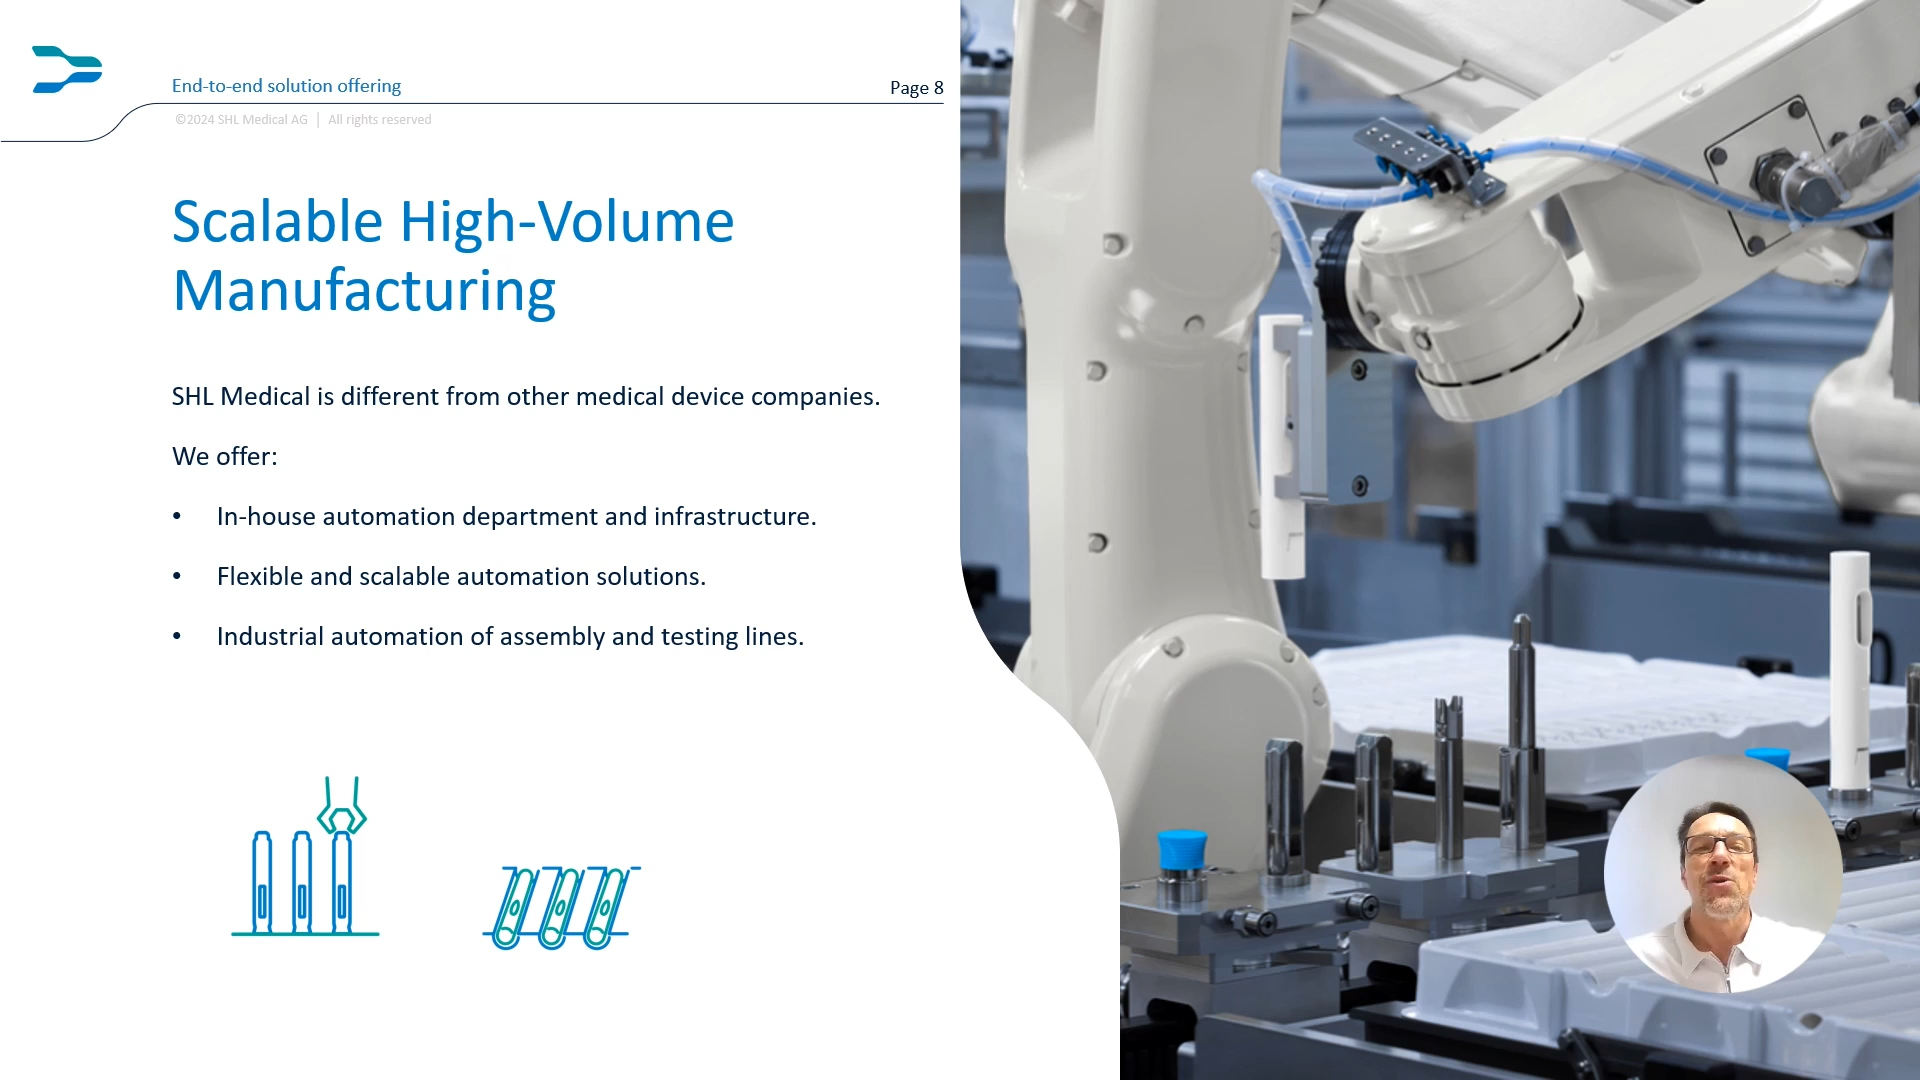 End-to-end solution offering
Page 8
©2024 SHL Medical AG | All rights reserved
Scalable High-Volume
Manufacturing
SHL Medical is different from other medical device companies.
We offer:
• In-house automation department and infrastructure.
• Flexible and scalable automation solutions.
• Industrial automation of assembly and testing lines.